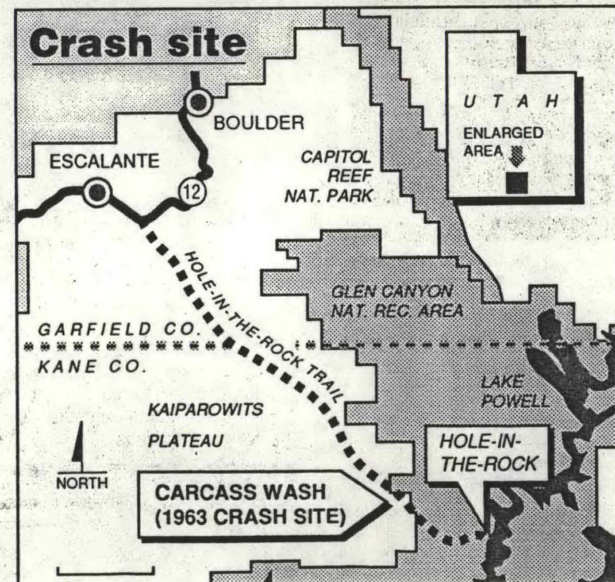 Crash site
BOULDER
ESCALANTE
12
CAPITOL
REEF
NAT. PARK
UTAH
ENLARGED
AREA
HOLE-IN-THE-ROCK TRAIL
GLEN CANYON
NAT. REC. AREA
GARFIELD CO.
KANE CO.
LAKE
POWELL
KAIPAROWITS
PLATEAU
HOLE-IN-
THE-ROCK
NORTH
CARCASS WASH
(1963 CRASH SITE)